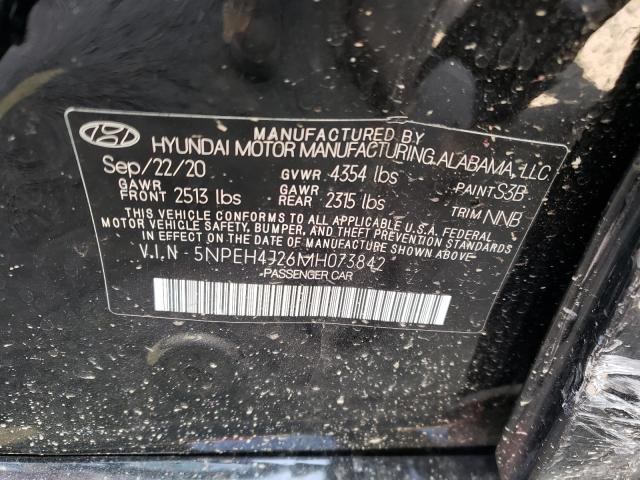 MANUFACTURED BY
HYUNDAI MOTOR MANUFACTURING ALABAMA, LLC
Sep/22/20 GVWR 4354 lbs PAINT S3B
GAWR FRONT 2513 lbs GAWR REAR 2315 lbs TRIM NNB
THIS VEHICLE CONFORMS TO ALL APPLICABLE U.S.A. FEDERAL
MOTOR VEHICLE SAFETY, BUMPER, AND THEFT PREVENTION STANDARDS
IN EFFECT ON THE DATE OF MANUFACTURE SHOWN ABOVE
V.I.N - 5NPEH4J26MH073842
PASSENGER CAR